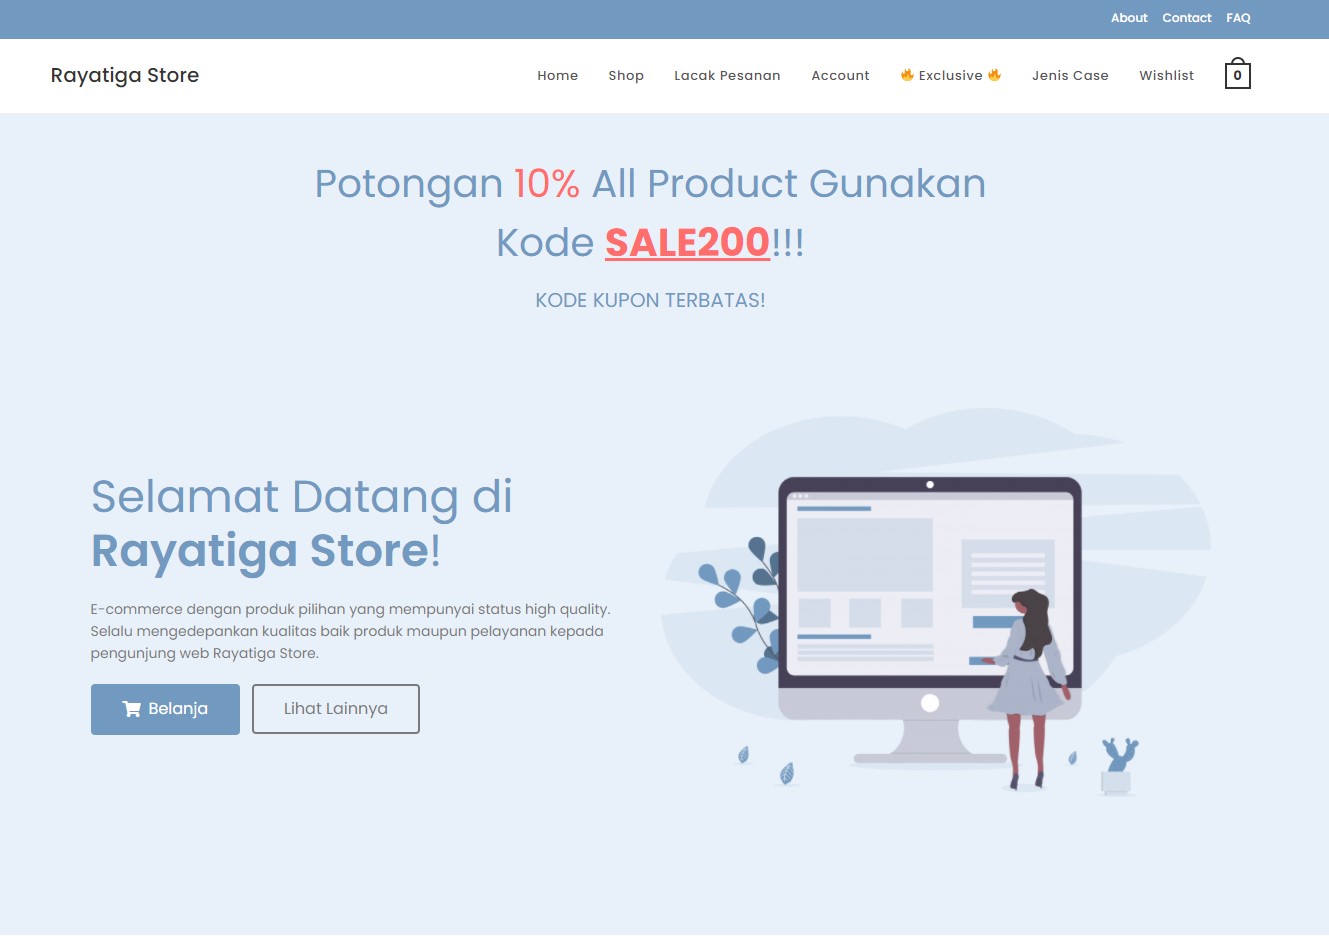 About Contact FAQ
Rayatiga Store
Home Shop Lacak Pesanan Account 🔥 Exclusive 🔥 Jenis Case Wishlist 0
Potongan 10% All Product Gunakan
Kode SALE200!!!
KODE KUPON TERBATAS!
Selamat Datang di
Rayatiga Store!
E-commerce dengan produk pilihan yang mempunyai status high quality.
Selalu mengedepankan kualitas baik produk maupun pelayanan kepada
pengunjung web Rayatiga Store.
Belanja Lihat Lainnya